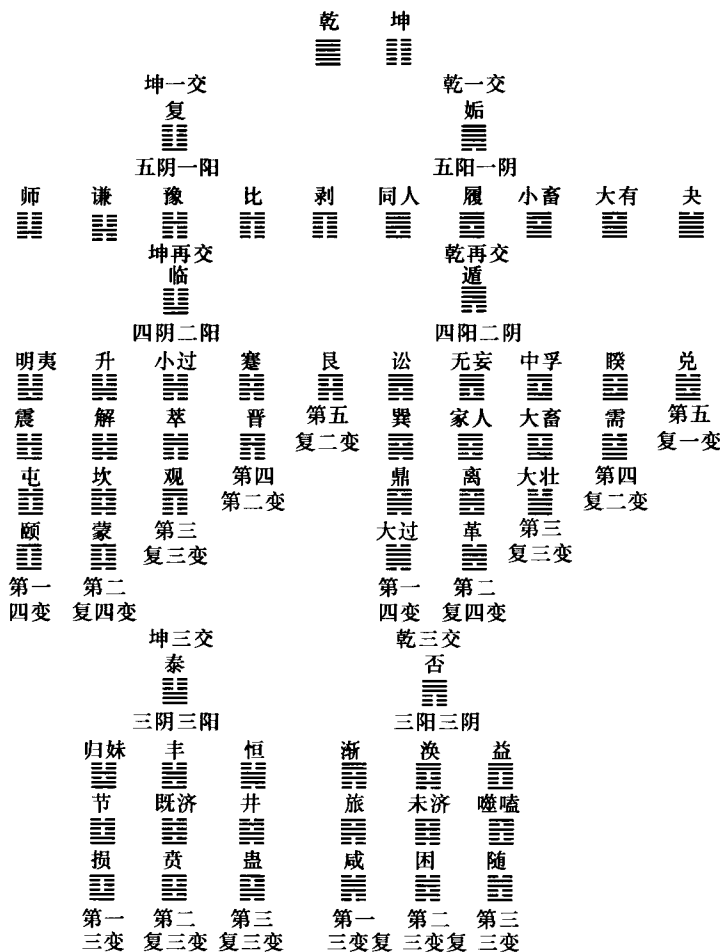 乾 坤
坤一交 乾一交
复 姤
五阴一阳 五阳一阴
师 谦 豫 比 剥 同人 履 小畜 大有 夬
坤再交 乾再交
临 遁
四阴二阳 四阳二阴
明夷 升 小过 蹇 艮 讼 无妄 中孚 睽 兑
震 解 萃 晋 第五 巽 家人 大畜 需 第五
复二变 复一变
屯 坎 观 第四 鼎 离 大壮 第四
第二变 复二变
颐 蒙 第三 大过 革 第三
复三变 复三变
第一 第二 第一 第二
四变 复四变 四变 复四变
坤三交 乾三交
泰 否
三阴三阳 三阳三阴
归妹 丰 恒 渐 涣 益
节 既济 井 旅 未济 噬嗑
损 贲 蛊 咸 困 随
第一 第二 第三 第一 第二 第三
三变 复三变 复三变 三变复 三变复 三变